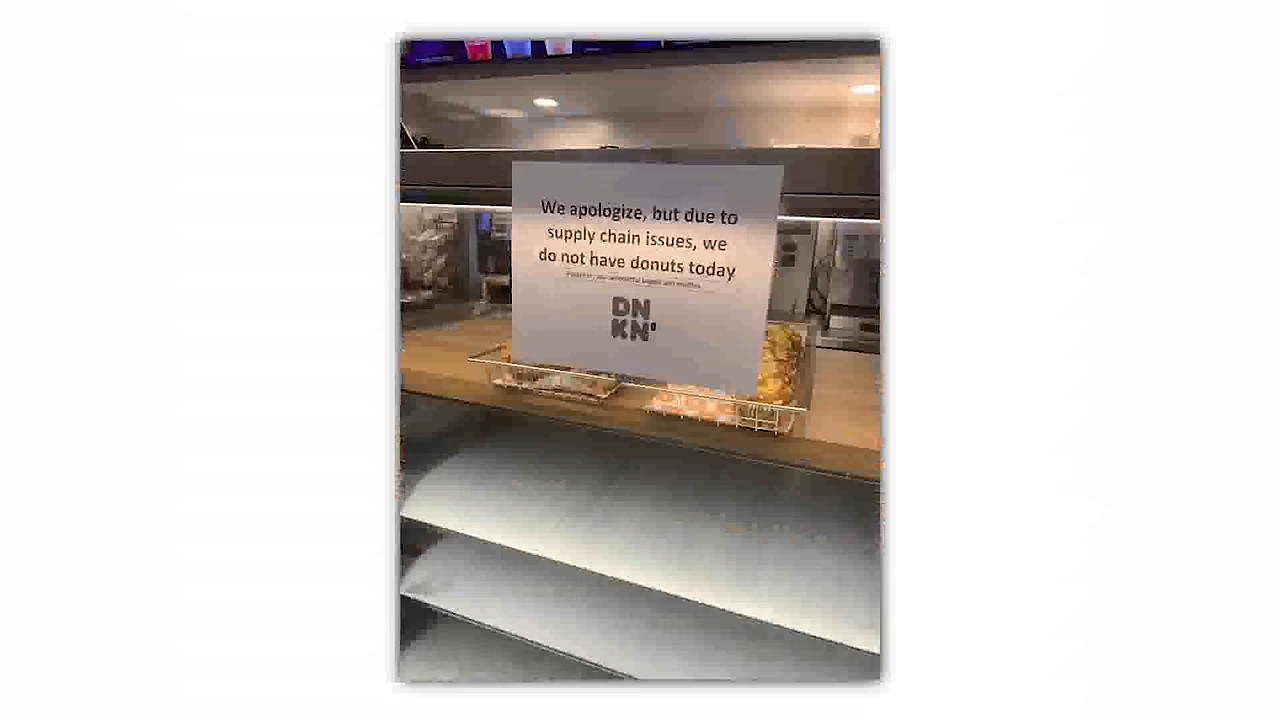 We apologize, but due to
supply chain issues, we
do not have donuts today
DN
KN'